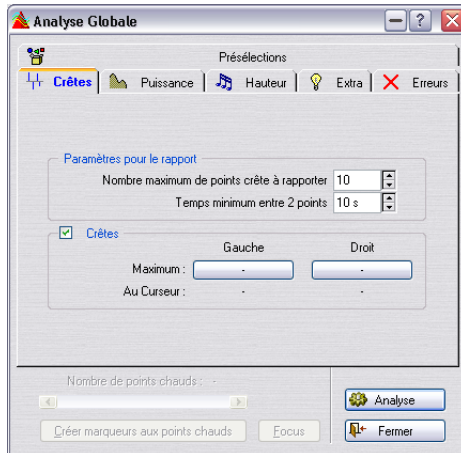 Analyse Globale
Présélections
Crêtes Puissance Hauteur Extra Erreurs
Paramètres pour le rapport
Nombre maximum de points crête à rapporter 10
Temps minimum entre 2 points 10 s
Crêtes
Gauche Droit
Maximum : - -
Au Curseur : - -
Nombre de points chauds : -
Analyse
Créer marqueurs aux points chauds Focus Fermer